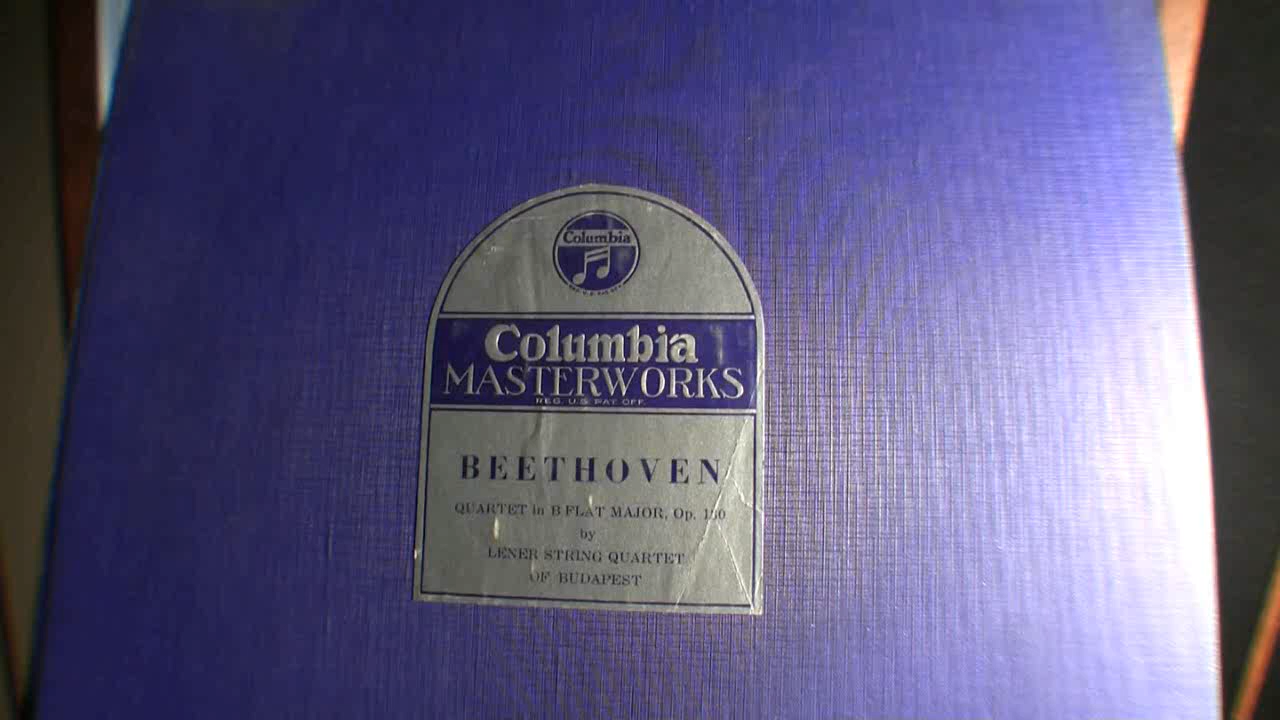 Columbia
Columbia
MASTERWORKS
REG. U.S. PAT. OFF.
BEETHOVEN
QUARTET in B FLAT MAJOR, Op. 130
by
LENER STRING QUARTET
OF BUDAPEST